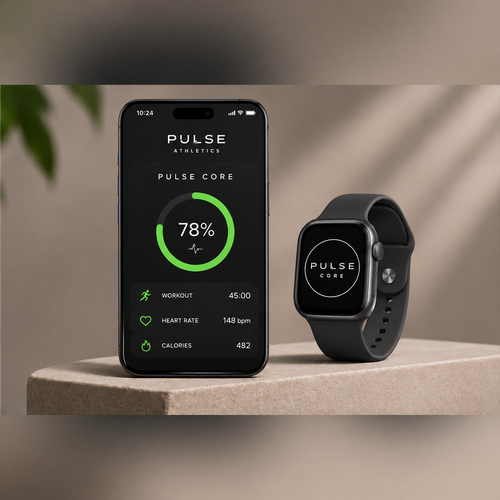 10:24
PULSE
ATHLETICS
PULSE CORE
78%
WORKOUT 45:00
HEART RATE 148 bpm
CALORIES 482
PULSE
CORE